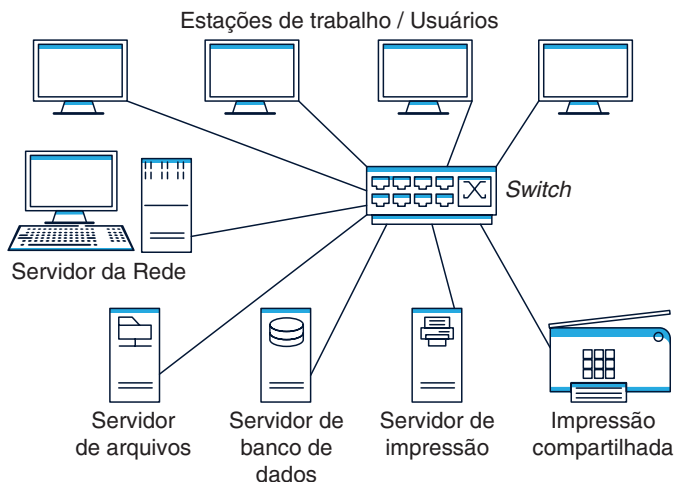 Estações de trabalho / Usuários
Switch
Servidor da Rede
Servidor
de arquivos
Servidor de
banco de
dados
Servidor de
impressão
Impressão
compartilhada